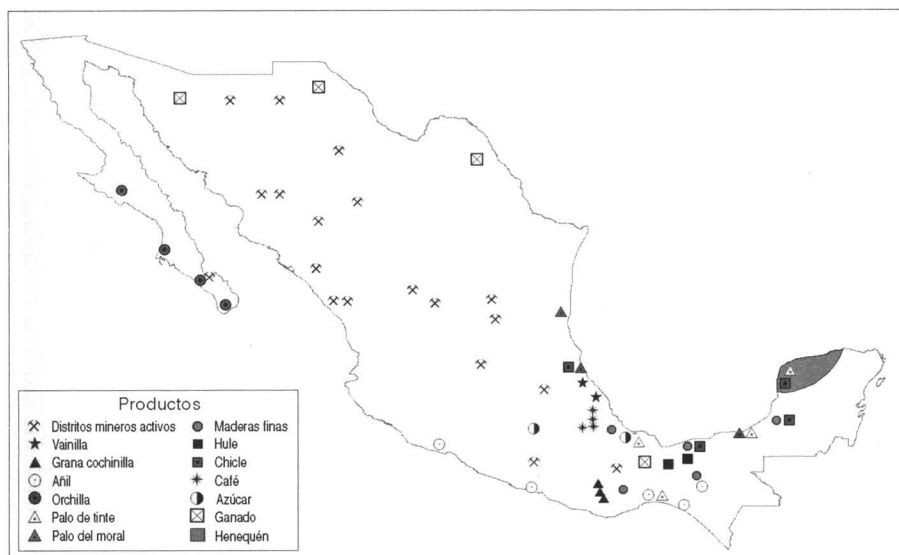 Productos
Distritos mineros activos
Vainilla
Grana cochinilla
Añil
Orchilla
Palo de tinte
Palo del moral
Maderas finas
Hule
Chicle
Café
Azúcar
Ganado
Henequén